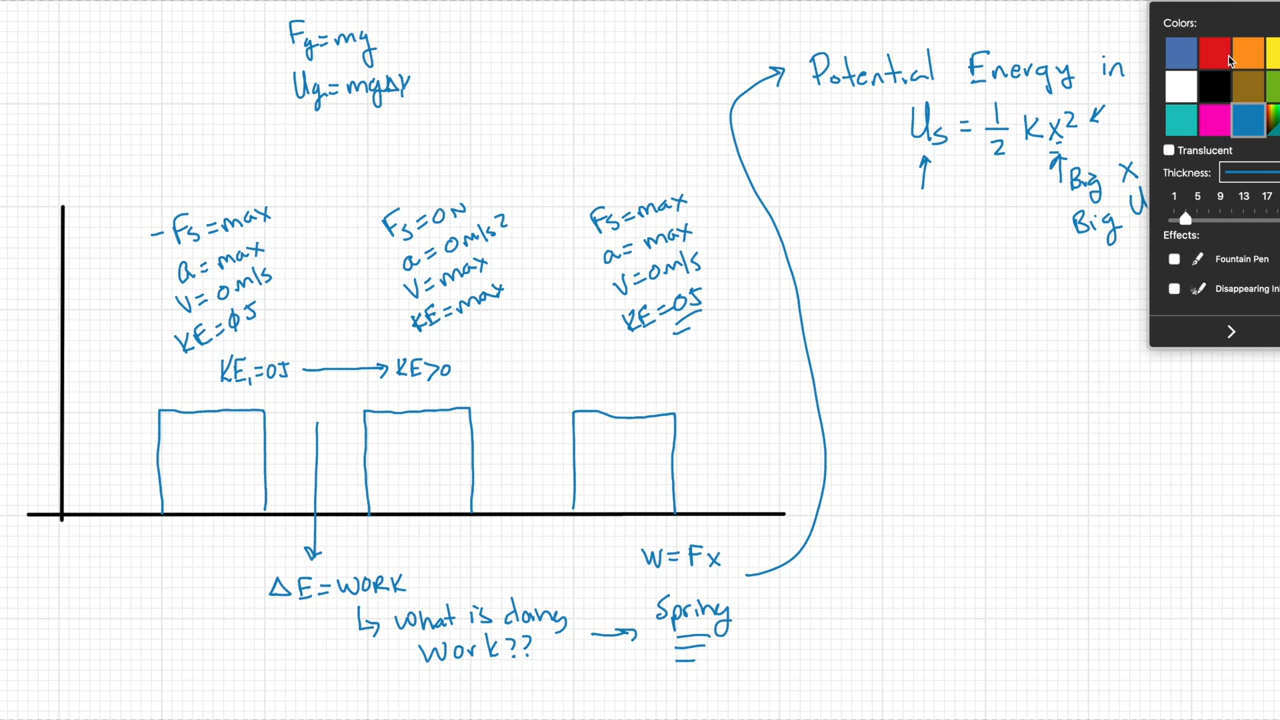 Fg=mg
Ug=mgΔy
Potential Energy in
Us = 1/2 Kx²
Big x
Big U
-Fs=max
a=max
v=0m/s
KE=0J
Fs=0N
a=0m/s²
v=max
KE=max
Fs=max
a=max
v=0m/s
KE=0J
KE₁=0J → KE>0
ΔE=WORK
↳ What is doing
Work??
→ Spring
W=Fx
Colors:
Translucent
Thickness:
1 5 9 13 17
Effects:
Fountain Pen
Disappearing In